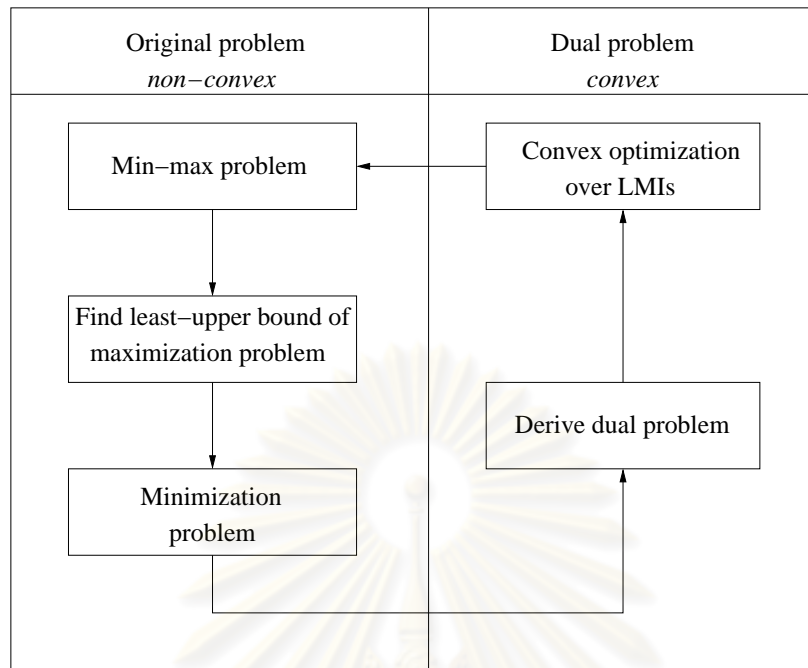 Original problem
non−convex
Dual problem
convex
Min−max problem
Convex optimization
over LMIs
Find least−upper bound of
maximization problem
Derive dual problem
Minimization
problem